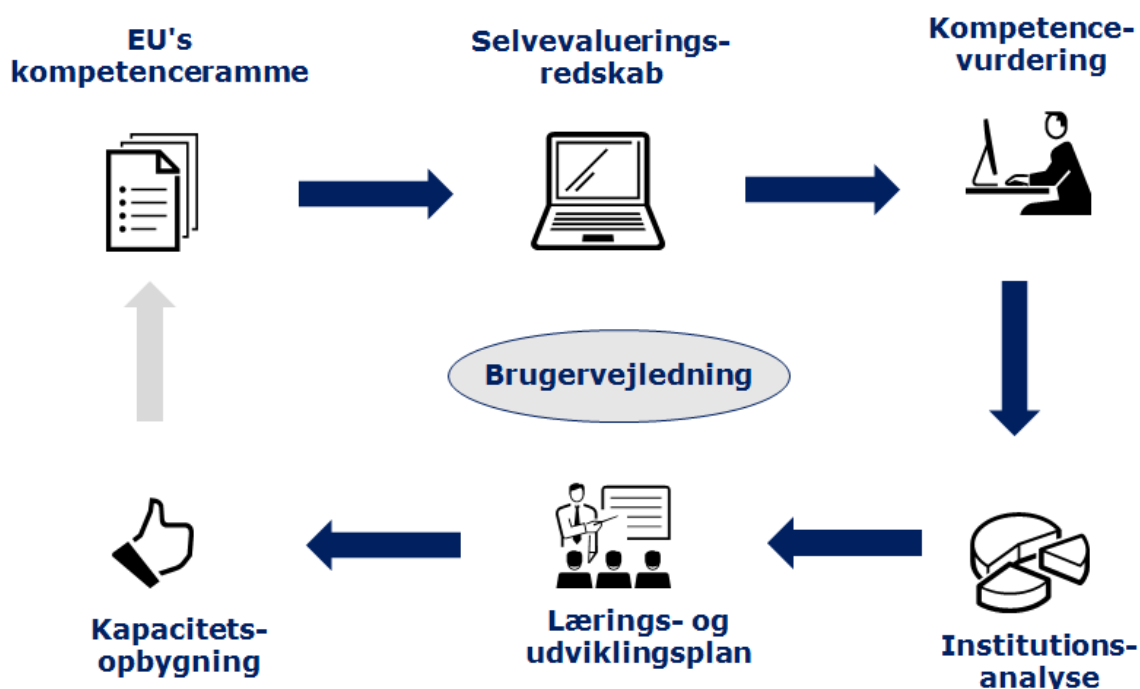 EU's
kompetenceramme
Selvevaluerings-
redskab
Kompetence-
vurdering
Brugervejledning
Kapacitets-
opbygning
Lærings- og
udviklingsplan
Institutions-
analyse